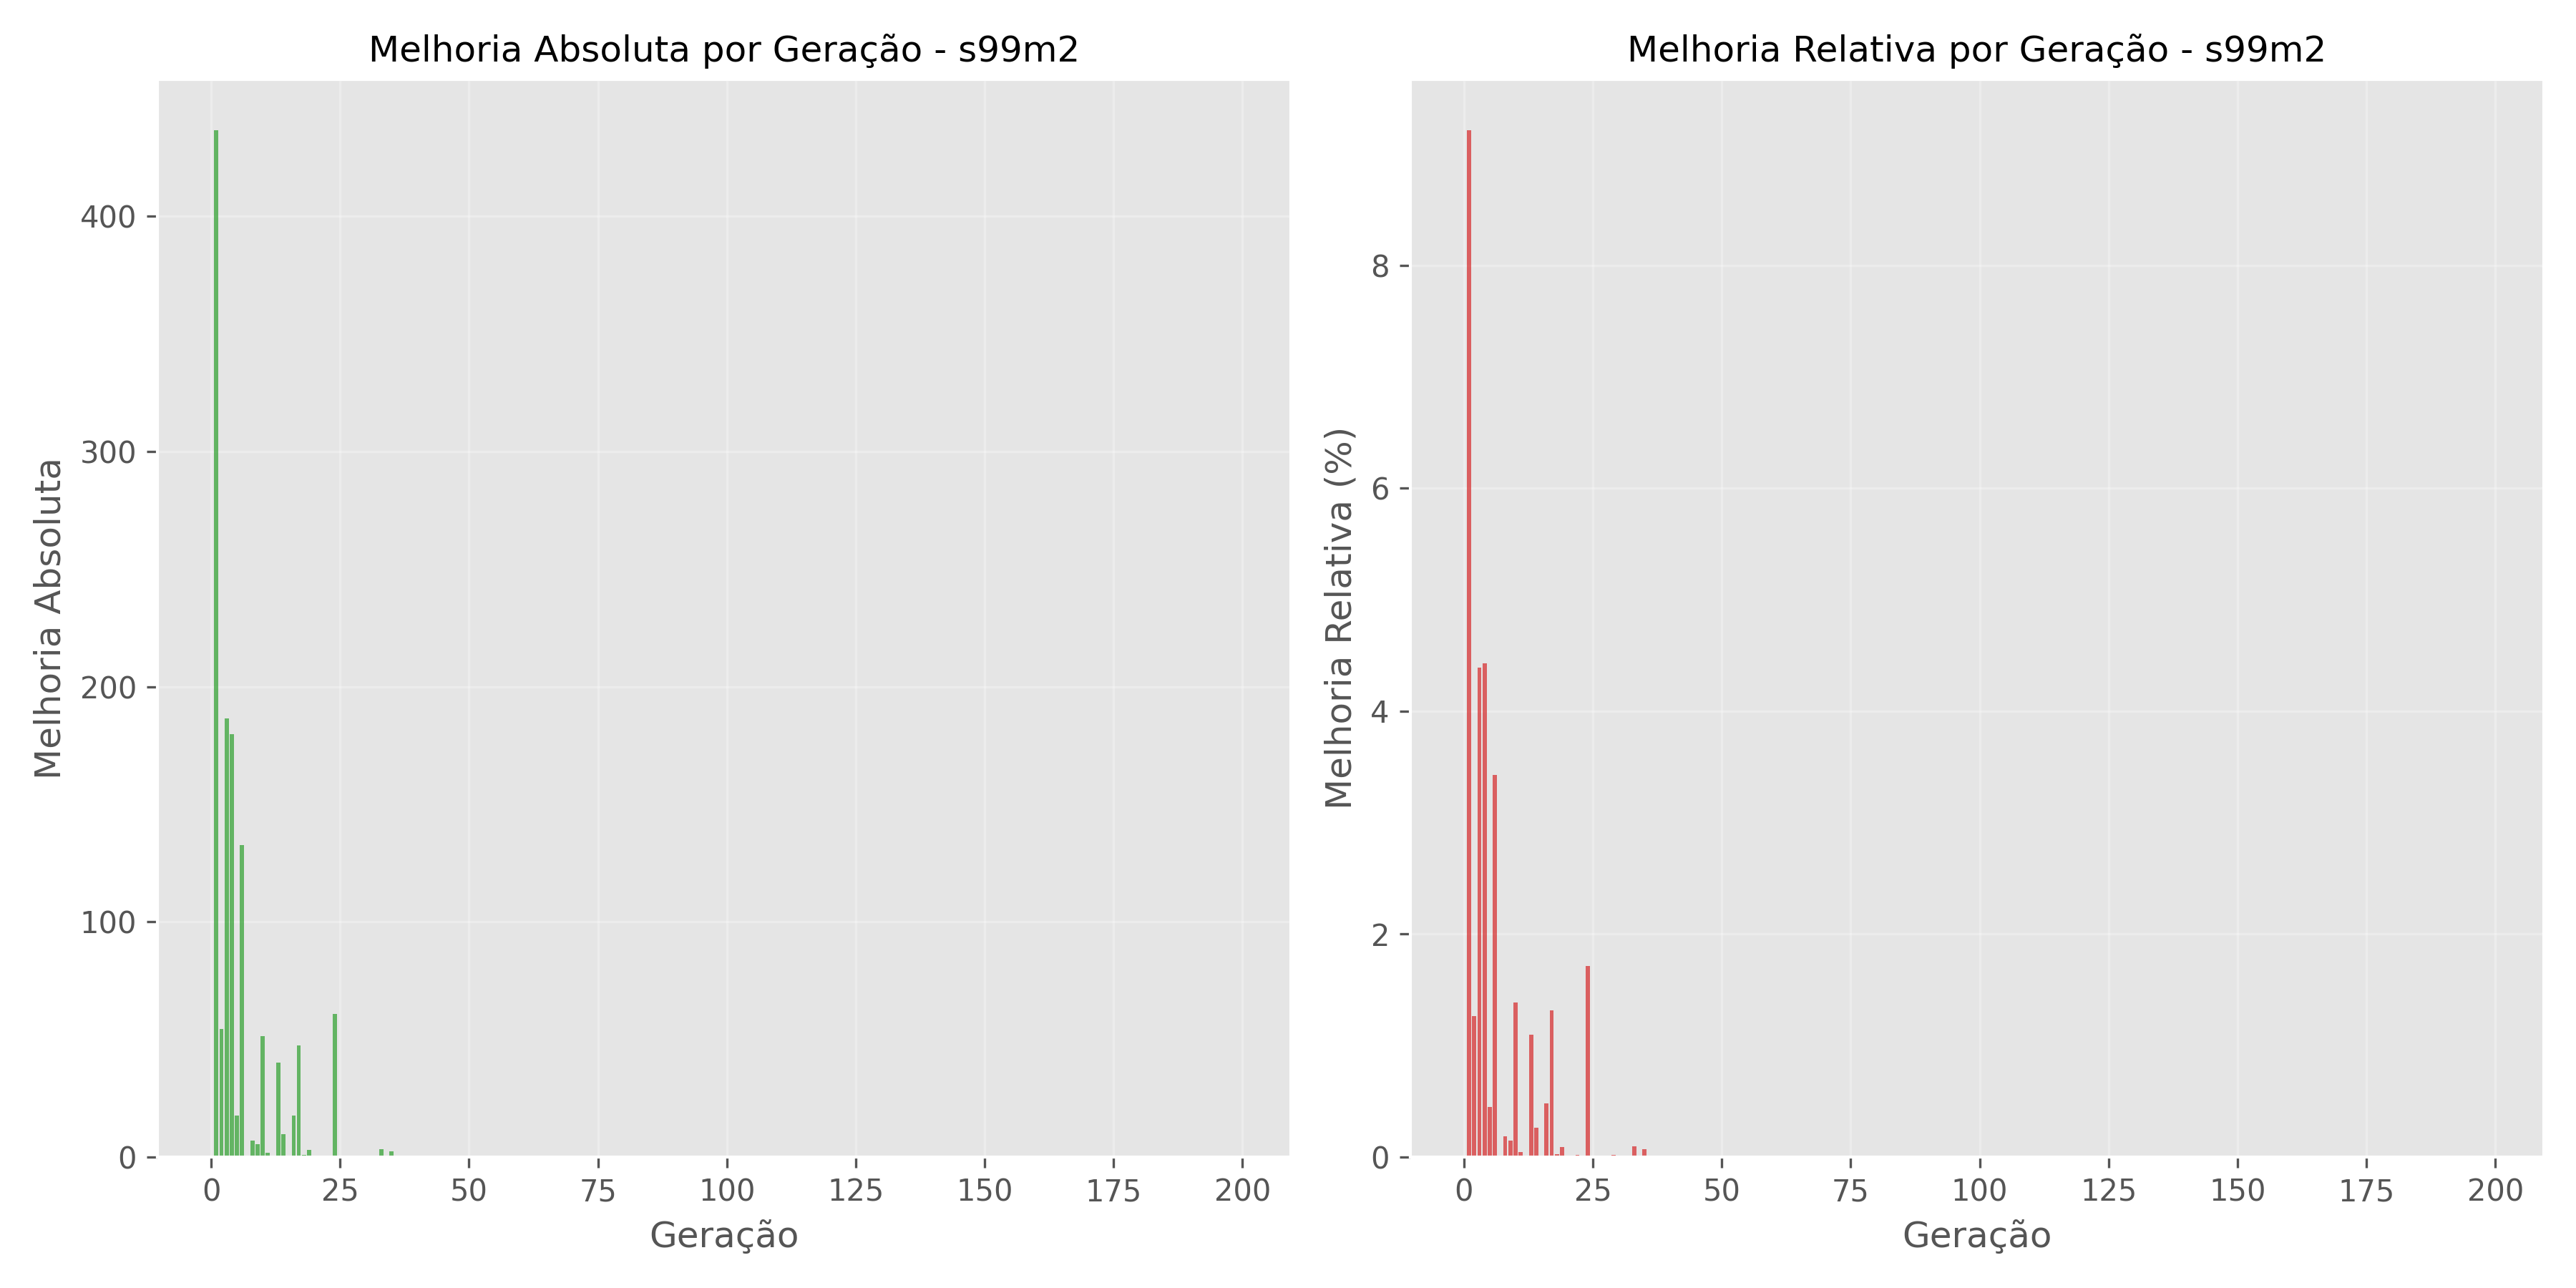 Melhoria Absoluta por Geração - s99m2
Melhoria Absoluta
400
300
200
100
0
0 25 50 75 100 125 150 175 200
Geração
Melhoria Relativa por Geração - s99m2
Melhoria Relativa (%)
8
6
4
2
0
0 25 50 75 100 125 150 175 200
Geração